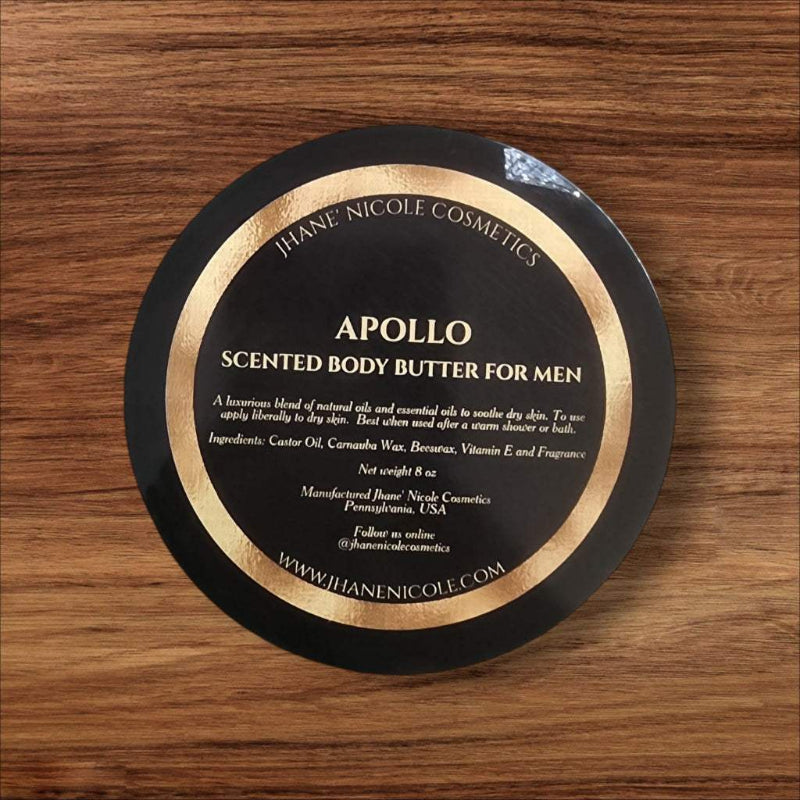 JHANE' NICOLE COSMETICS
APOLLO
SCENTED BODY BUTTER FOR MEN
A luxurious blend of natural oils and essential oils to soothe dry skin. To use
apply liberally to dry skin. Best when used after a warm shower or bath.
Ingredients: Castor Oil, Carnauba Wax, Beeswax, Vitamin E and Fragrance
Net weight 8 oz
Manufactured Jhane' Nicole Cosmetics
Pennsylvania, USA
Follow us online
@jhanenicolecosmetics
WWW.JHANENICOLE.COM